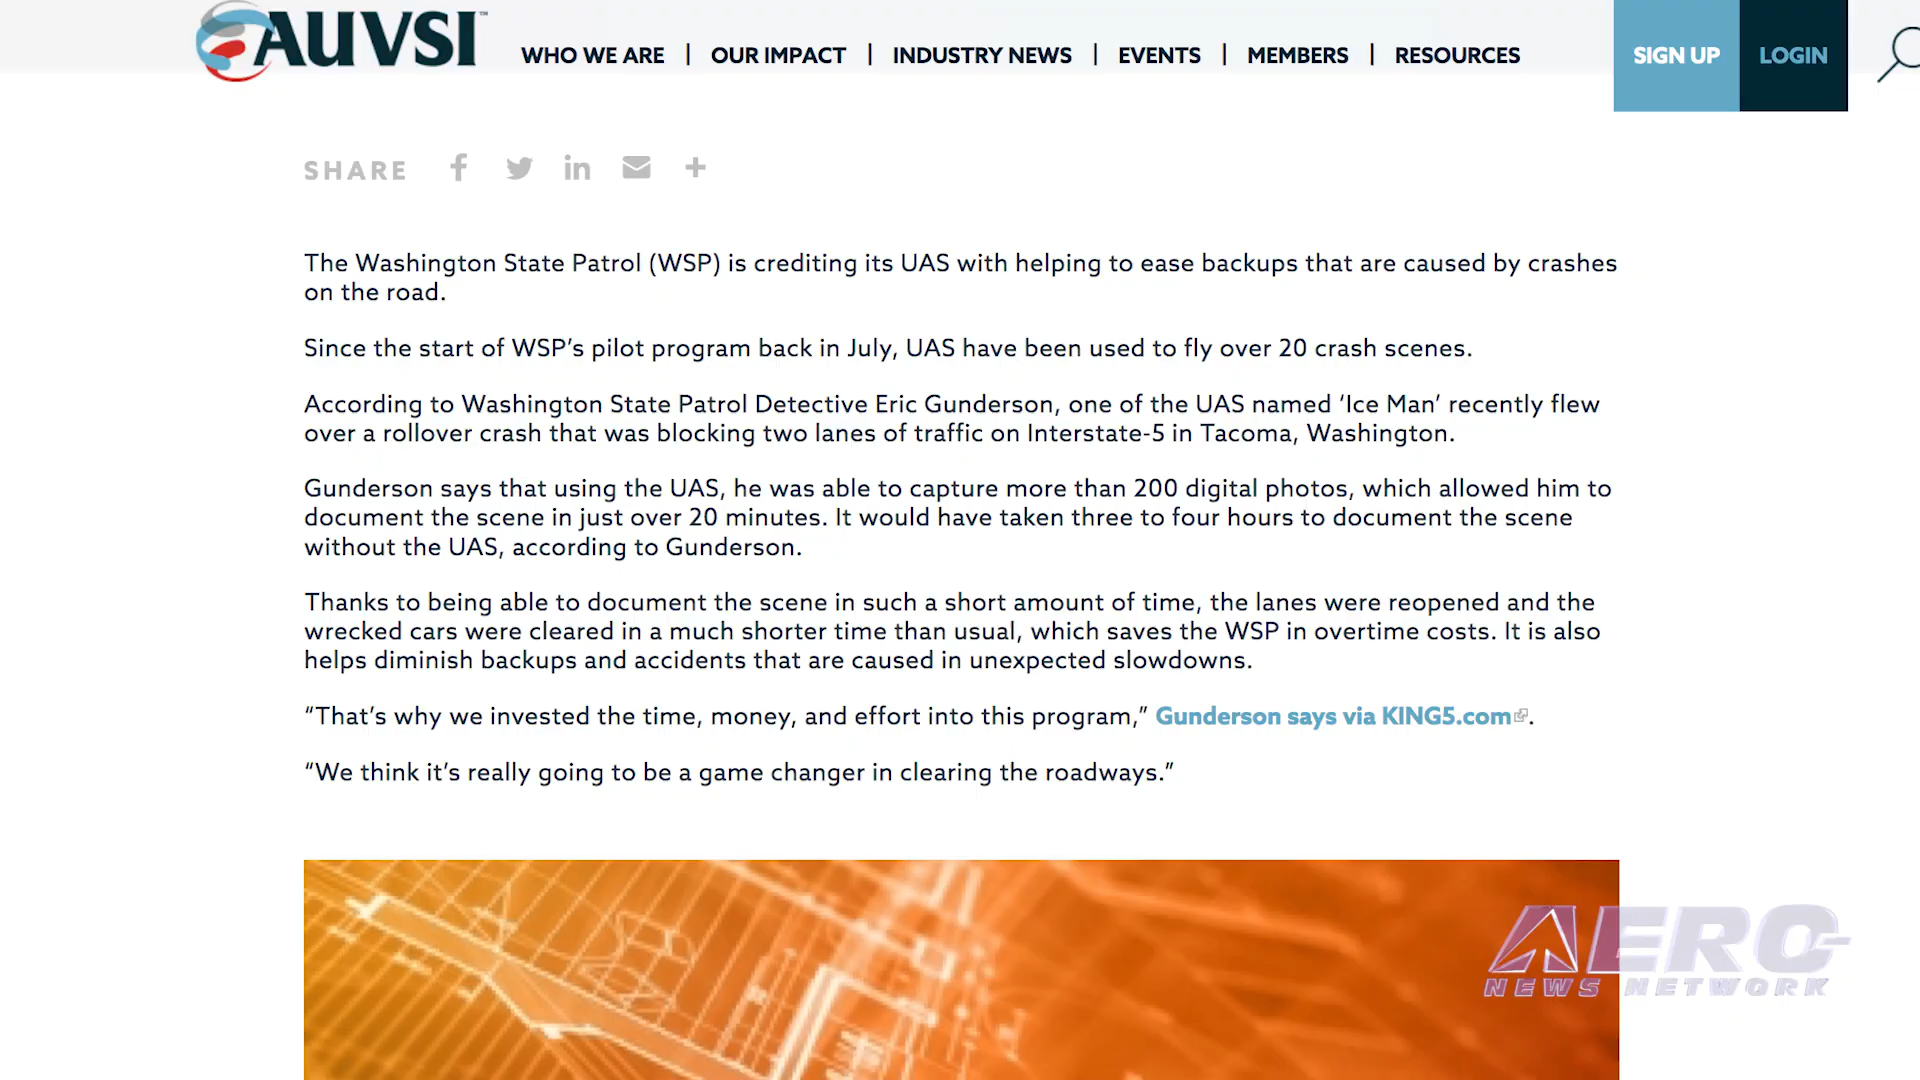 AUVSI™
WHO WE ARE | OUR IMPACT | INDUSTRY NEWS | EVENTS | MEMBERS | RESOURCES
SIGN UP
LOGIN
SHARE
The Washington State Patrol (WSP) is crediting its UAS with helping to ease backups that are caused by crashes
on the road.
Since the start of WSP’s pilot program back in July, UAS have been used to fly over 20 crash scenes.
According to Washington State Patrol Detective Eric Gunderson, one of the UAS named ‘Ice Man’ recently flew
over a rollover crash that was blocking two lanes of traffic on Interstate-5 in Tacoma, Washington.
Gunderson says that using the UAS, he was able to capture more than 200 digital photos, which allowed him to
document the scene in just over 20 minutes. It would have taken three to four hours to document the scene
without the UAS, according to Gunderson.
Thanks to being able to document the scene in such a short amount of time, the lanes were reopened and the
wrecked cars were cleared in a much shorter time than usual, which saves the WSP in overtime costs. It is also
helps diminish backups and accidents that are caused in unexpected slowdowns.
“That’s why we invested the time, money, and effort into this program,” Gunderson says via KING5.com.
“We think it’s really going to be a game changer in clearing the roadways.”
AERO-
NEWS NETWORK